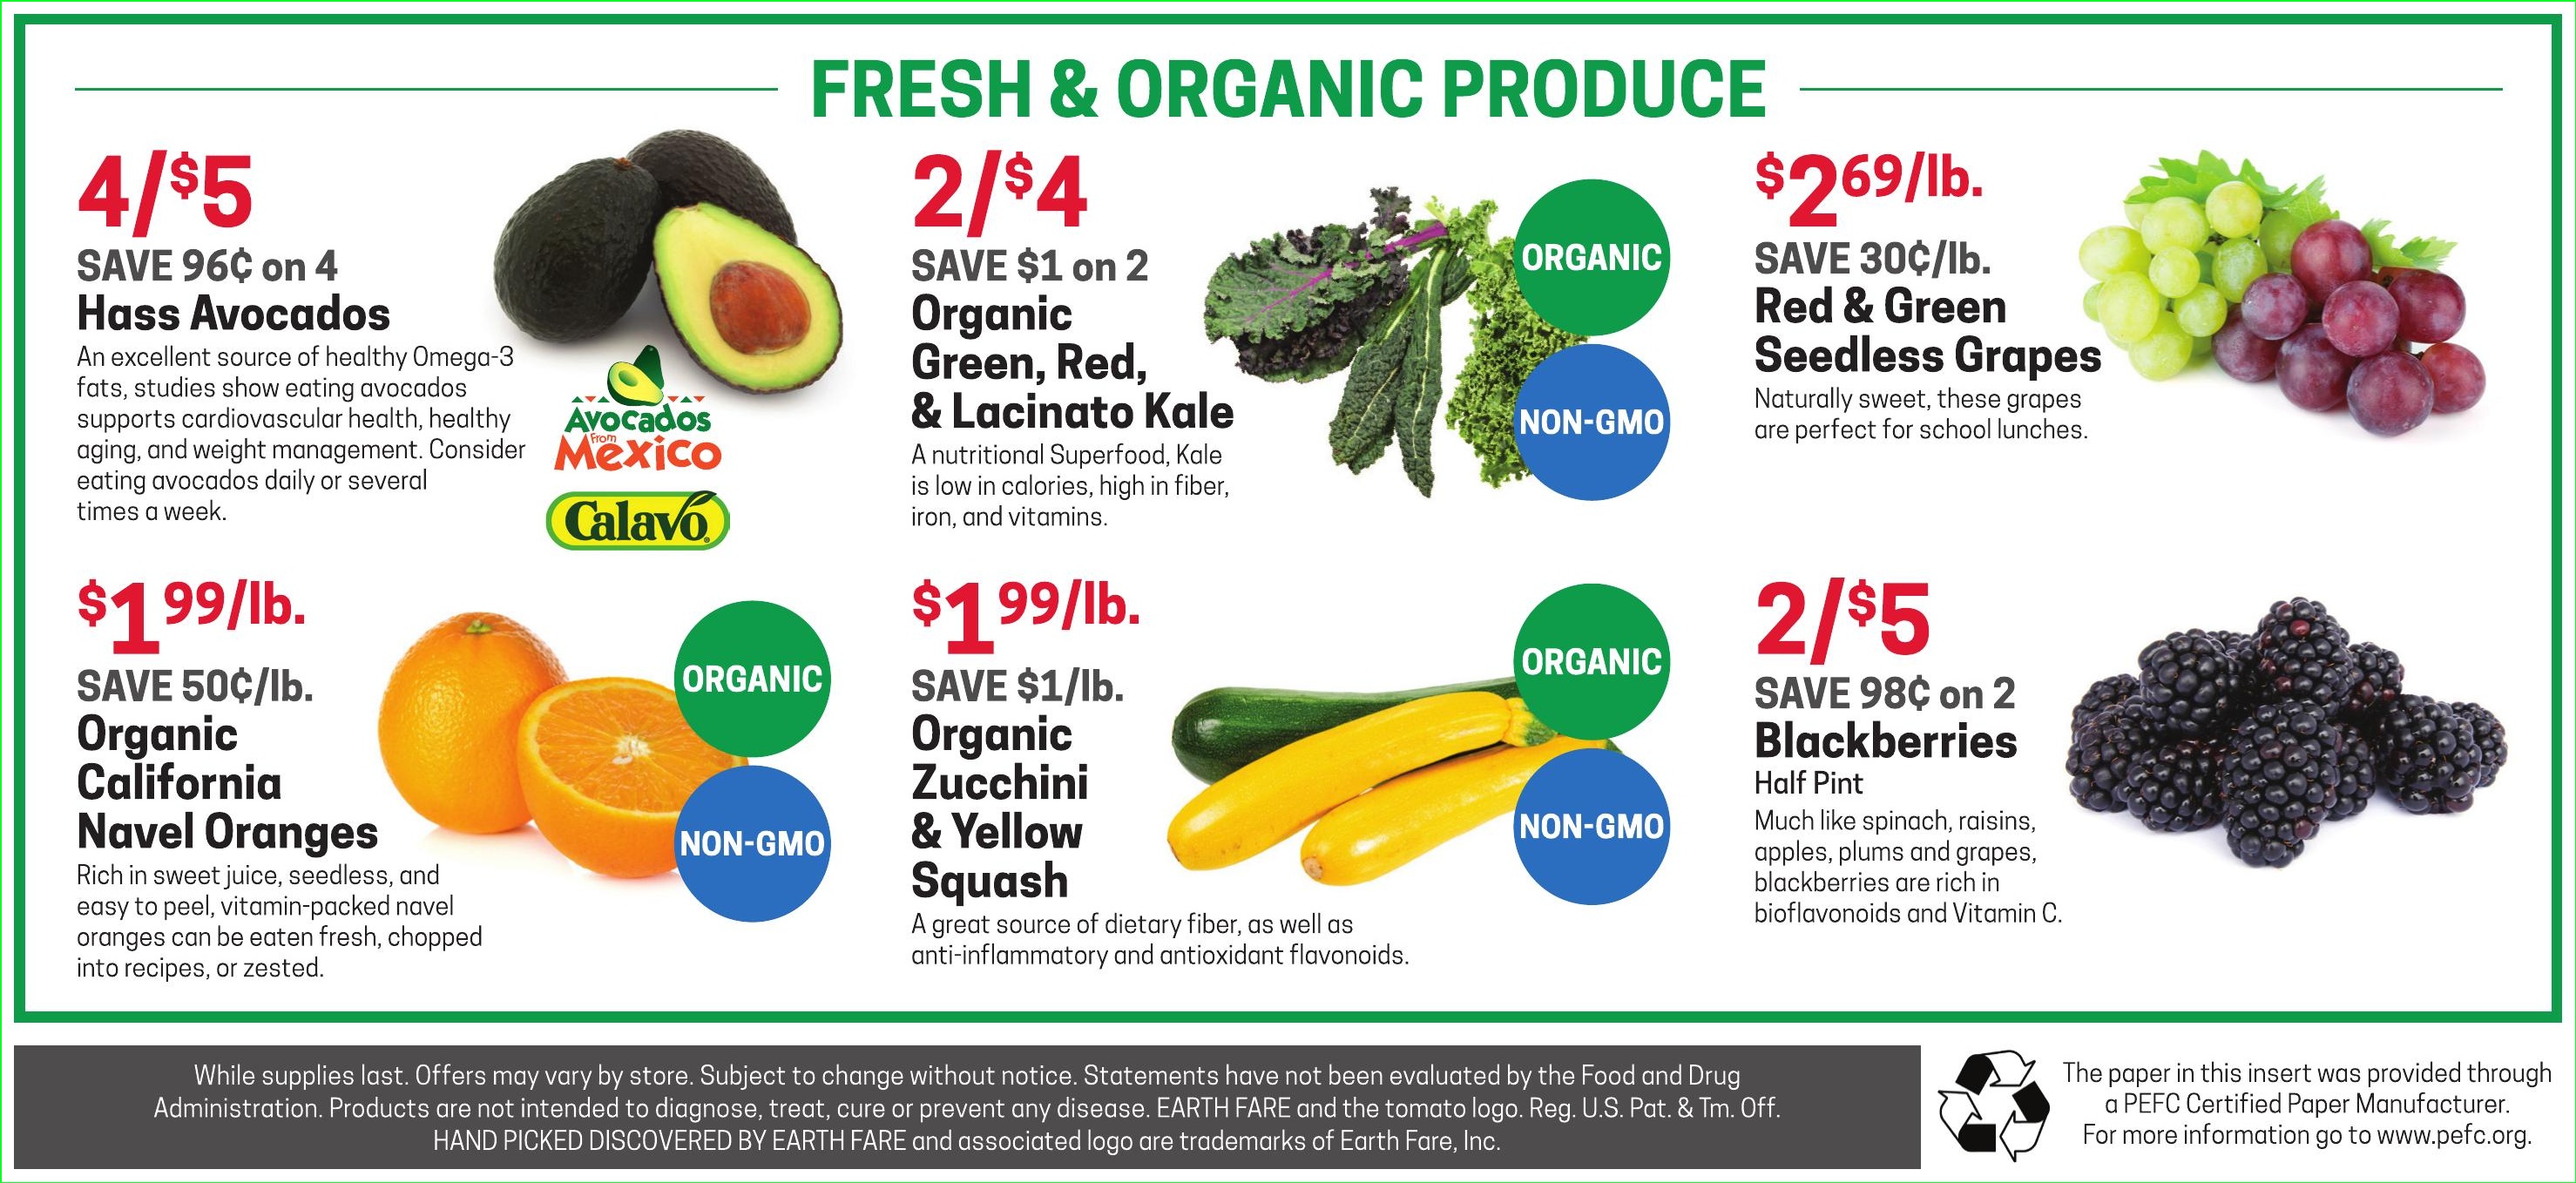 FRESH & ORGANIC PRODUCE
4/$5
SAVE 96¢ on 4
Hass Avocados
An excellent source of healthy Omega-3
fats, studies show eating avocados
supports cardiovascular health, healthy
aging, and weight management. Consider
eating avocados daily or several
times a week.
Avocados
From
Mexico
Calavo
2/$4
SAVE $1 on 2
Organic
Green, Red,
& Lacinato Kale
A nutritional Superfood, Kale
is low in calories, high in fiber,
iron, and vitamins.
ORGANIC
NON-GMO
$2 69/lb.
SAVE 30¢/lb.
Red & Green
Seedless Grapes
Naturally sweet, these grapes
are perfect for school lunches.
$1 99/lb.
SAVE 50¢/lb.
Organic
California
Navel Oranges
Rich in sweet juice, seedless, and
easy to peel, vitamin-packed navel
oranges can be eaten fresh, chopped
into recipes, or zested.
ORGANIC
NON-GMO
$1 99/lb.
SAVE $1/lb.
Organic
Zucchini
& Yellow
Squash
A great source of dietary fiber, as well as
anti-inflammatory and antioxidant flavonoids.
ORGANIC
NON-GMO
2/$5
SAVE 98¢ on 2
Blackberries
Half Pint
Much like spinach, raisins,
apples, plums and grapes,
blackberries are rich in
bioflavonoids and Vitamin C.
While supplies last. Offers may vary by store. Subject to change without notice. Statements have not been evaluated by the Food and Drug
Administration. Products are not intended to diagnose, treat, cure or prevent any disease. EARTH FARE and the tomato logo. Reg. U.S. Pat. & Tm. Off.
HAND PICKED DISCOVERED BY EARTH FARE and associated logo are trademarks of Earth Fare, Inc.
The paper in this insert was provided through
a PEFC Certified Paper Manufacturer.
For more information go to www.pefc.org.